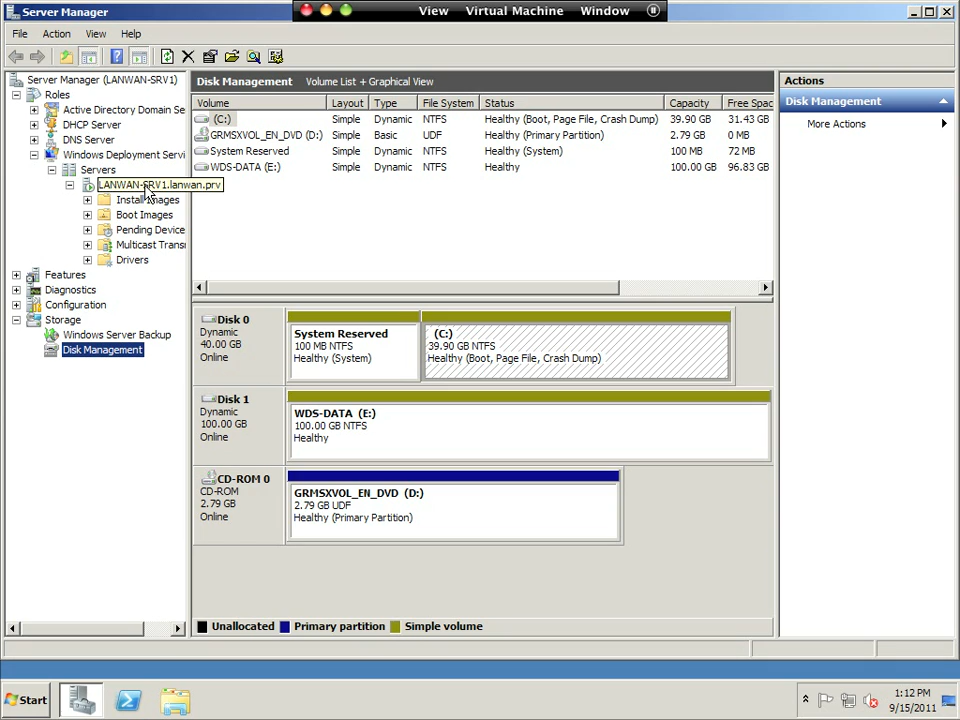 Server Manager
View Virtual Machine Window
File Action View Help
Server Manager (LANWAN-SRV1)
Roles
Active Directory Domain Se
DHCP Server
DNS Server
Windows Deployment Servi
Servers
LANWAN-SRV1.lanwan.prv
Install Images
Boot Images
Pending Device
Multicast Transm
Drivers
Features
Diagnostics
Configuration
Storage
Windows Server Backup
Disk Management
Disk Management Volume List + Graphical View
Volume Layout Type File System Status Capacity Free Spac
(C:) Simple Dynamic NTFS Healthy (Boot, Page File, Crash Dump) 39.90 GB 31.43 GB
GRMSXVOL_EN_DVD (D:) Simple Basic UDF Healthy (Primary Partition) 2.79 GB 0 MB
System Reserved Simple Dynamic NTFS Healthy (System) 100 MB 72 MB
WDS-DATA (E:) Simple Dynamic NTFS Healthy 100.00 GB 96.83 GB
Disk 0
Dynamic
40.00 GB
Online
System Reserved
100 MB NTFS
Healthy (System)
(C:)
39.90 GB NTFS
Healthy (Boot, Page File, Crash Dump)
Disk 1
Dynamic
100.00 GB
Online
WDS-DATA (E:)
100.00 GB NTFS
Healthy
CD-ROM 0
CD-ROM
2.79 GB
Online
GRMSXVOL_EN_DVD (D:)
2.79 GB UDF
Healthy (Primary Partition)
Unallocated Primary partition Simple volume
Actions
Disk Management
More Actions
Start
1:12 PM
9/15/2011